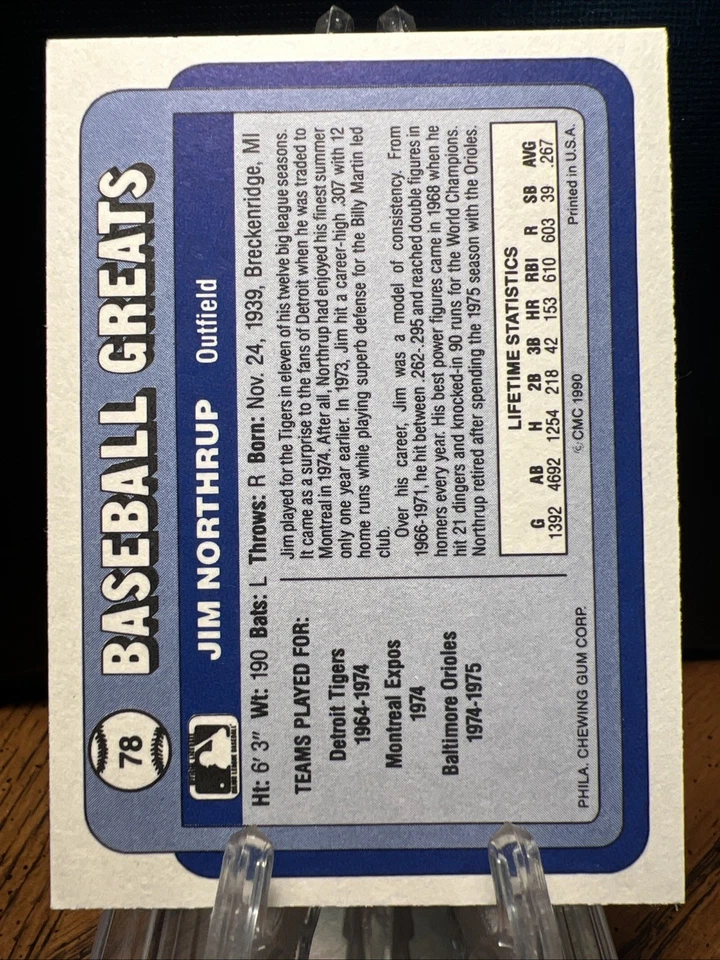 78
BASEBALL GREATS
JIM NORTHRUP Outfield
Ht: 6' 3" Wt: 190 Bats: L Throws: R Born: Nov. 24, 1939, Breckenridge, MI
TEAMS PLAYED FOR:
Detroit Tigers
1964-1974
Montreal Expos
1974
Baltimore Orioles
1974-1975
Jim played for the Tigers in eleven of his twelve big league seasons.
It came as a surprise to the fans of Detroit when he was traded to
Montreal in 1974. After all, Northrup had enjoyed his finest summer
only one year earlier. In 1973, Jim hit a career-high .307 with 12
home runs while playing superb defense for the Billy Martin led
club.
Over his career, Jim was a model of consistency. From
1966-1971, he hit between .262-.295 and reached double figures in
homers every year. His best power figures came in 1968 when he
hit 21 dingers and knocked-in 90 runs for the World Champions.
Northrup retired after spending the 1975 season with the Orioles.
LIFETIME STATISTICS
G AB H 2B 3B HR RBI R SB AVG
1392 4692 1254 218 42 153 610 603 39 .267
PHILA. CHEWING GUM CORP. © CMC 1990 Printed in U.S.A.